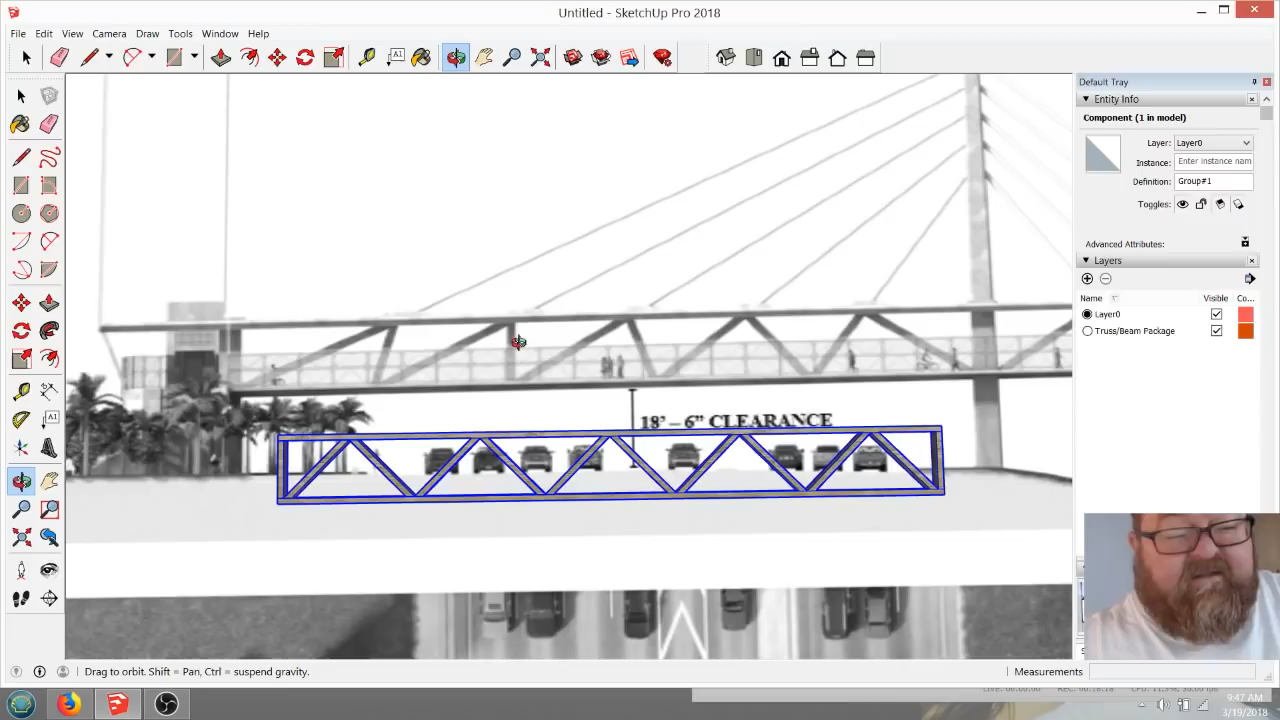 Untitled - SketchUp Pro 2018
File Edit View Camera Draw Tools Window Help
A1
Default Tray
Entity Info
Component (1 in model)
Layer: Layer0
Instance: Enter instance nam
Definition: Group#1
Toggles:
Advanced Attributes:
Layers
Name Visible Co...
Layer0
Truss/Beam Package
A1
18' – 6" CLEARANCE
Drag to orbit. Shift = Pan, Ctrl = suspend gravity.
Measurements
9:47 AM
3/19/2018